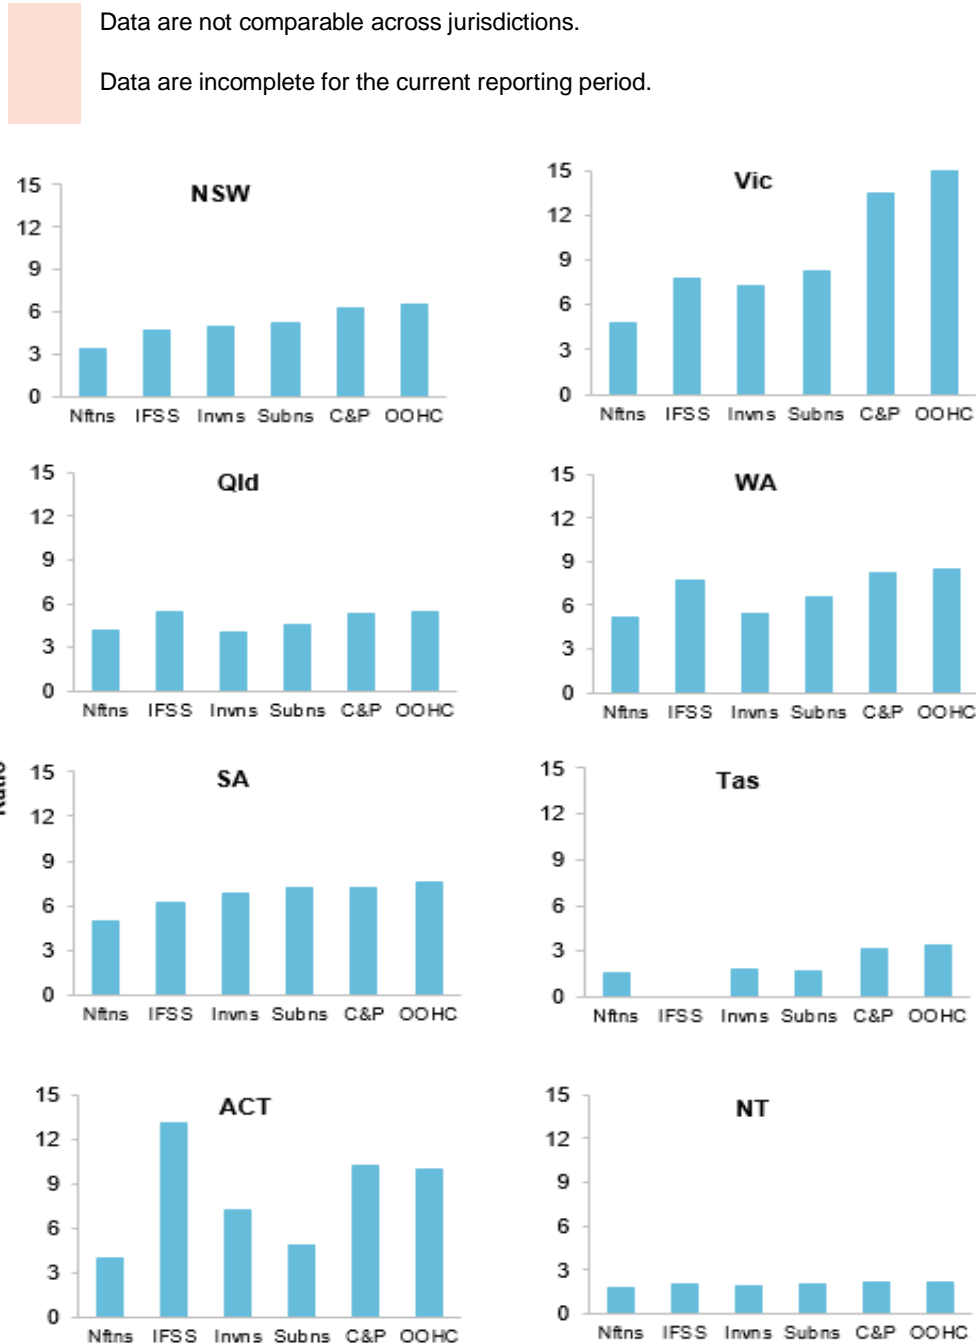 Data are not comparable across jurisdictions.
Data are incomplete for the current reporting period.
NSW
15
12
9
6
3
0
Nftns IFSS Invns Subns C&P OOHC
Vic
15
12
9
6
3
0
Nftns IFSS Invns Subns C&P OOHC
Qld
15
12
9
6
3
0
Nftns IFSS Invns Subns C&P OOHC
WA
15
12
9
6
3
0
Nftns IFSS Invns Subns C&P OOHC
SA
15
12
9
6
3
0
Nftns IFSS Invns Subns C&P OOHC
Tas
15
12
9
6
3
0
Nftns IFSS Invns Subns C&P OOHC
ACT
15
12
9
6
3
0
Nftns IFSS Invns Subns C&P OOHC
NT
15
12
9
6
3
0
Nftns IFSS Invns Subns C&P OOHC